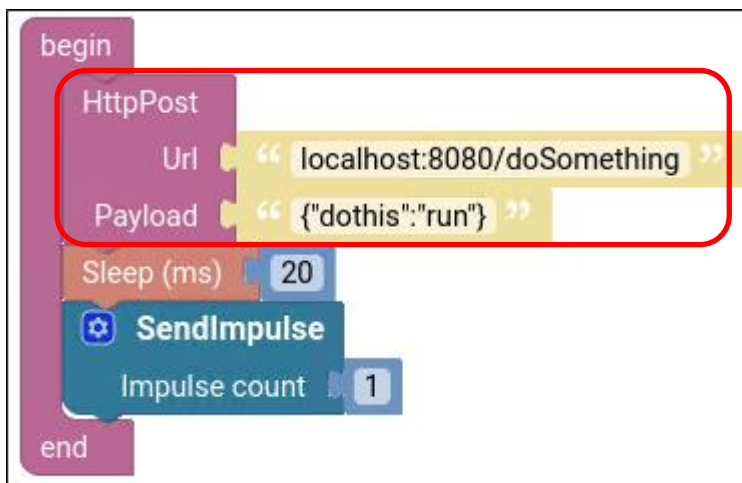 begin
HttpPost
Url “ localhost:8080/doSomething ”
Payload “ {"dothis":"run"} ”
Sleep (ms) 20
SendImpulse
Impulse count 1
end